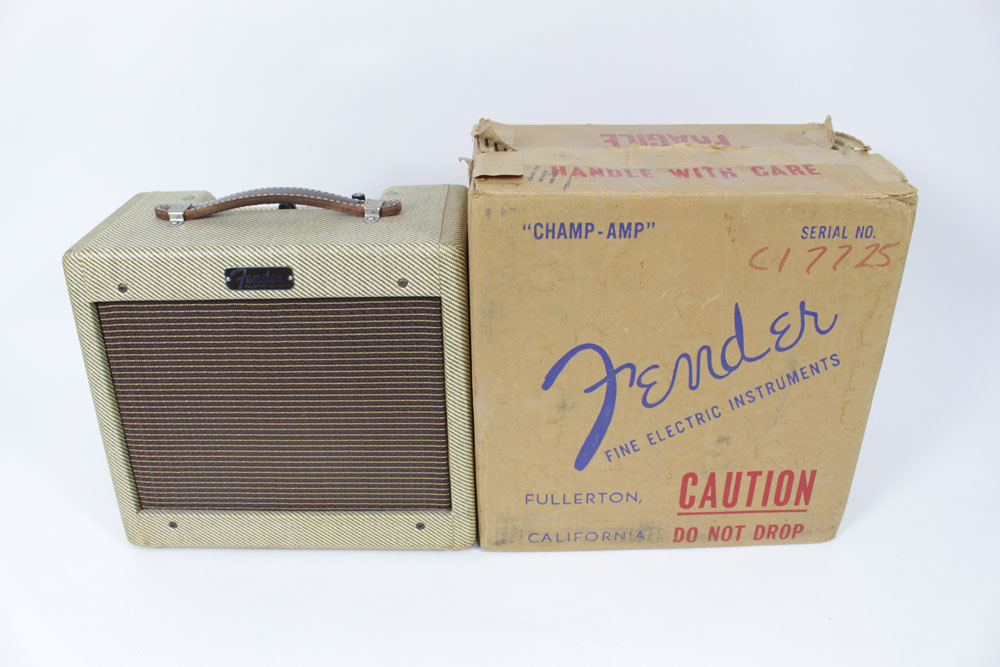 Fender
FRAGILE
HANDLE WITH CARE
"CHAMP-AMP"
SERIAL NO.
C17725
Fender
FINE ELECTRIC INSTRUMENTS
FULLERTON,
CALIFORNIA
CAUTION
DO NOT DROP